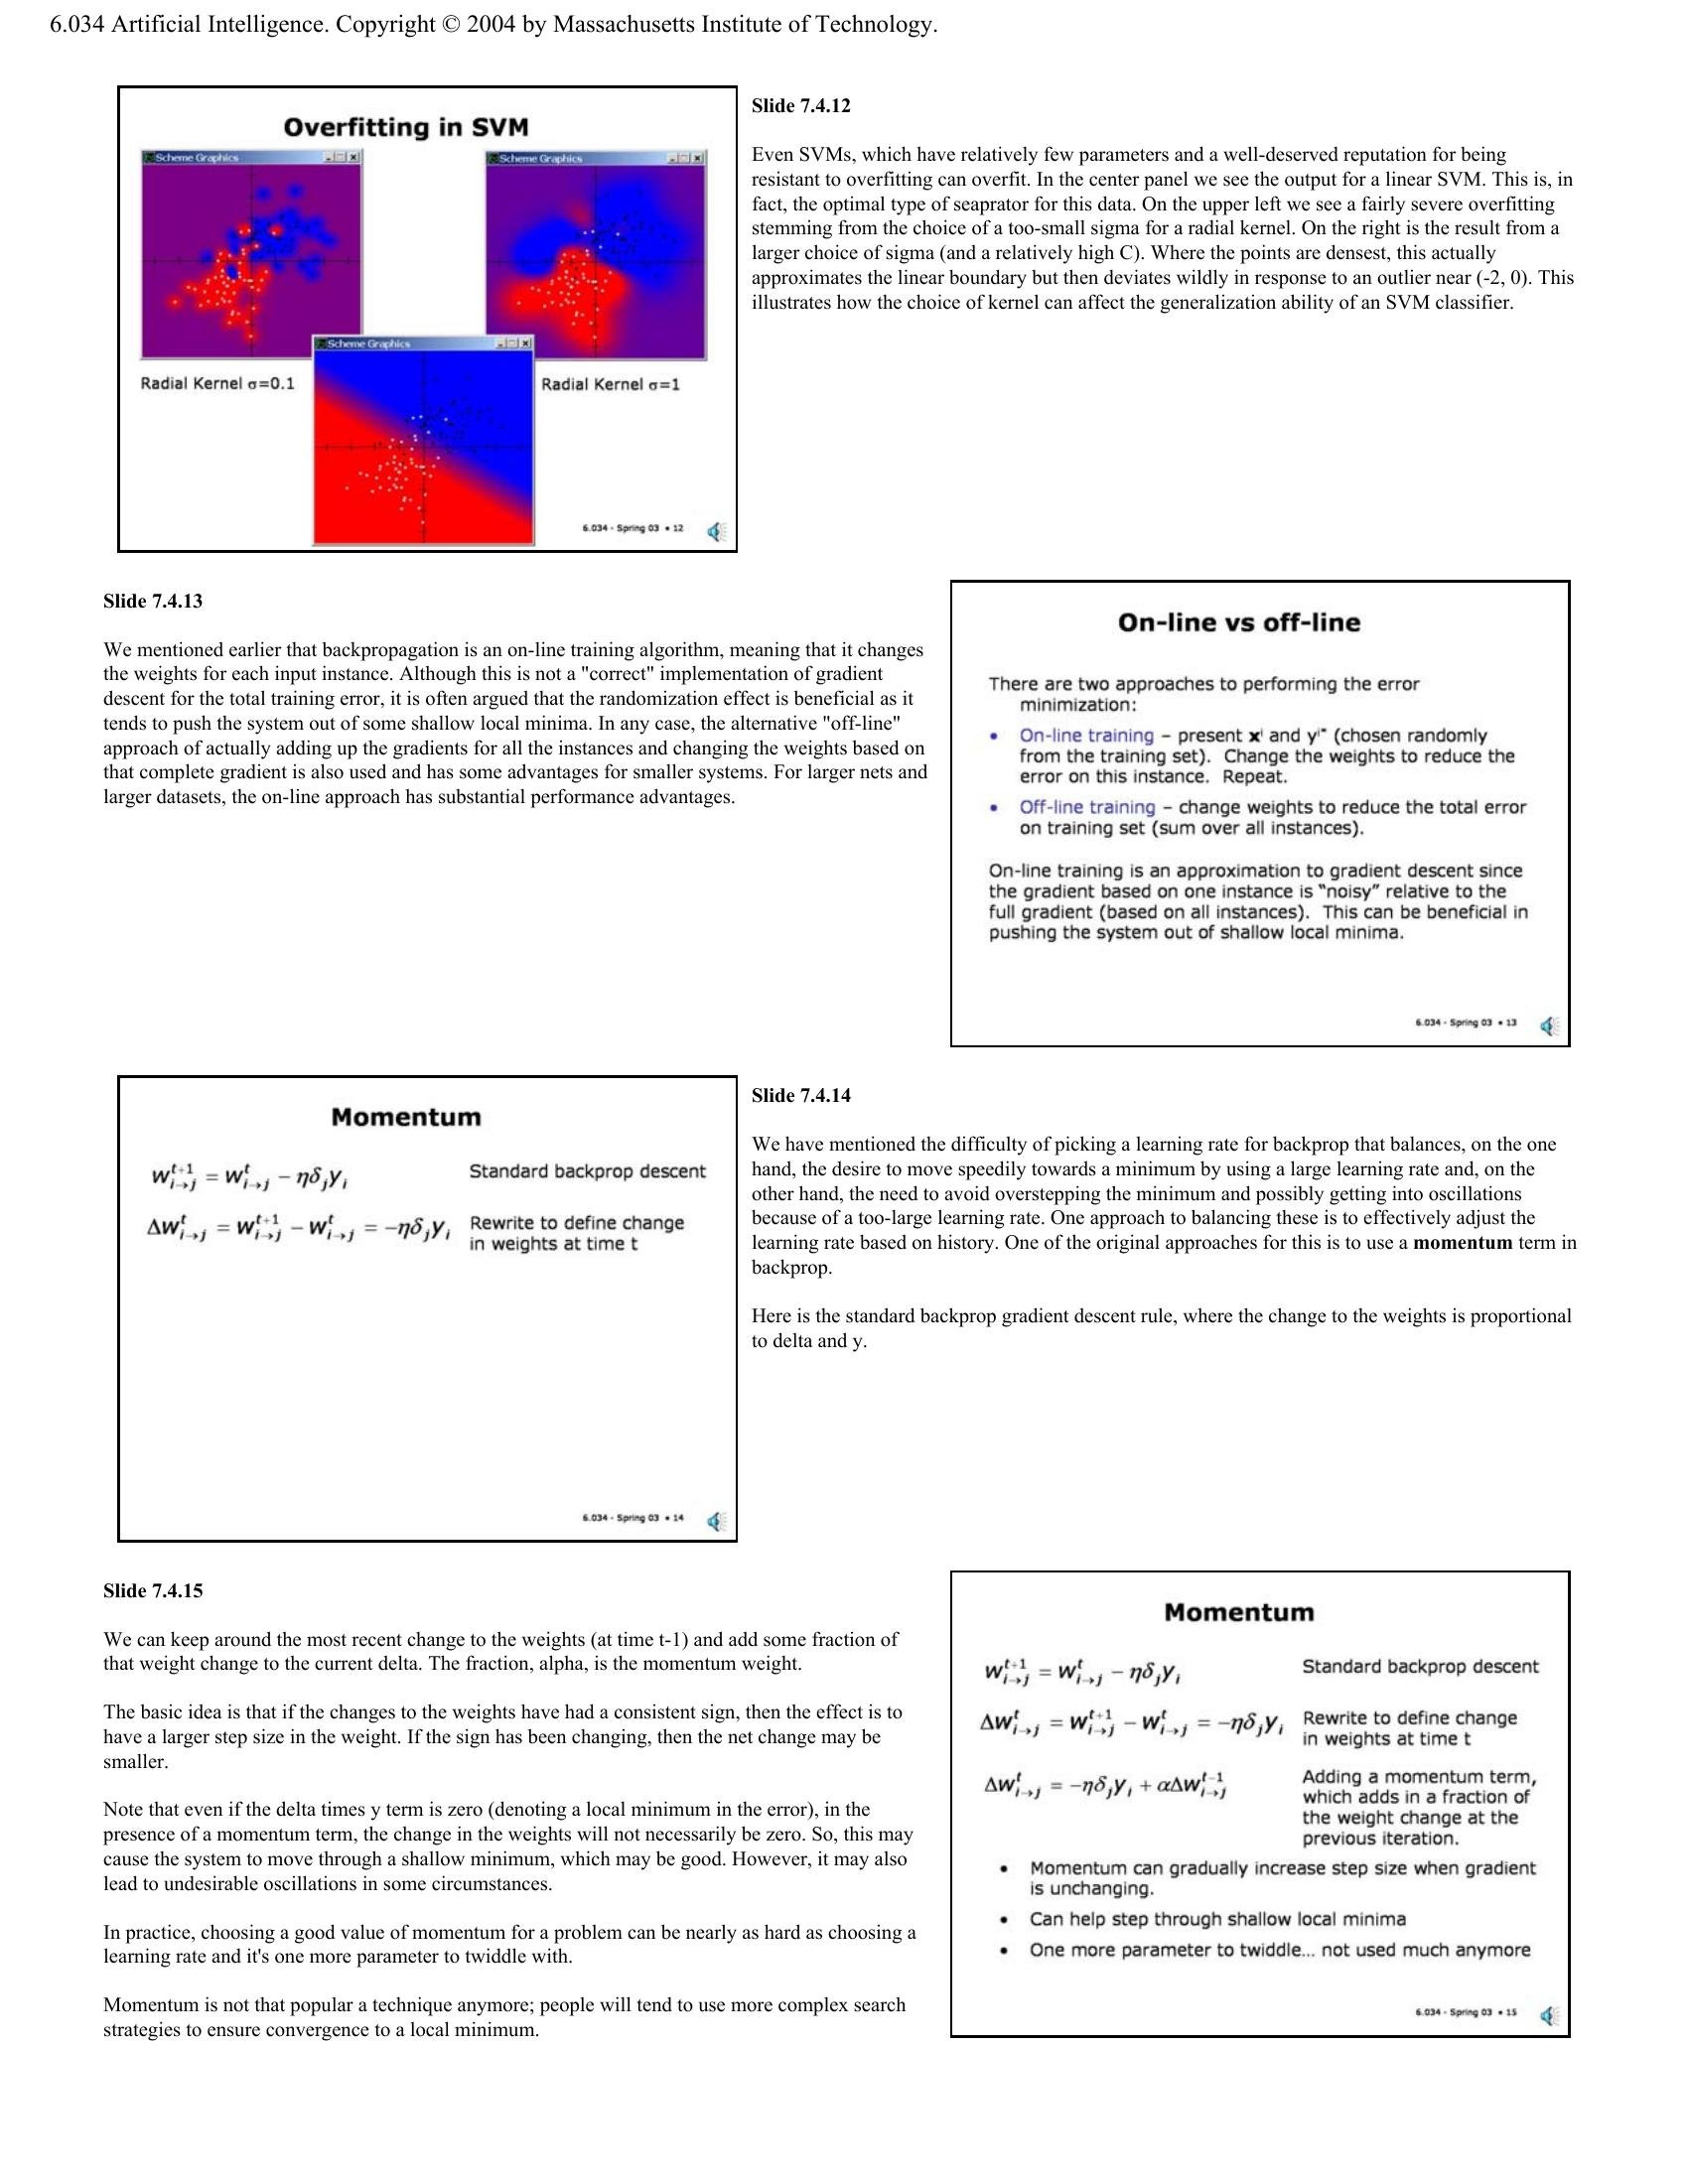 6.034 Artificial Intelligence. Copyright © 2004 by Massachusetts Institute of Technology.
Overfitting in SVM
Scheme Graphics
Scheme Graphics
Radial Kernel σ=0.1
Scheme Graphics
Radial Kernel σ=1
6.034 - Spring 03 • 12
Slide 7.4.12
Even SVMs, which have relatively few parameters and a well-deserved reputation for being
resistant to overfitting can overfit. In the center panel we see the output for a linear SVM. This is, in
fact, the optimal type of seaprator for this data. On the upper left we see a fairly severe overfitting
stemming from the choice of a too-small sigma for a radial kernel. On the right is the result from a
larger choice of sigma (and a relatively high C). Where the points are densest, this actually
approximates the linear boundary but then deviates wildly in response to an outlier near (-2, 0). This
illustrates how the choice of kernel can affect the generalization ability of an SVM classifier.
Slide 7.4.13
We mentioned earlier that backpropagation is an on-line training algorithm, meaning that it changes
the weights for each input instance. Although this is not a "correct" implementation of gradient
descent for the total training error, it is often argued that the randomization effect is beneficial as it
tends to push the system out of some shallow local minima. In any case, the alternative "off-line"
approach of actually adding up the gradients for all the instances and changing the weights based on
that complete gradient is also used and has some advantages for smaller systems. For larger nets and
larger datasets, the on-line approach has substantial performance advantages.
On-line vs off-line
There are two approaches to performing the error
minimization:
• On-line training – present xⁱ and yⁱ* (chosen randomly
from the training set). Change the weights to reduce the
error on this instance. Repeat.
• Off-line training – change weights to reduce the total error
on training set (sum over all instances).
On-line training is an approximation to gradient descent since
the gradient based on one instance is “noisy” relative to the
full gradient (based on all instances). This can be beneficial in
pushing the system out of shallow local minima.
6.034 - Spring 03 • 13
Momentum
w_{i→j}^{t+1} = w_{i→j}^{t} − ηδ_j y_i Standard backprop descent
Δw_{i→j}^{t} = w_{i→j}^{t+1} − w_{i→j}^{t} = −ηδ_j y_i Rewrite to define change
in weights at time t
6.034 - Spring 03 • 14
Slide 7.4.14
We have mentioned the difficulty of picking a learning rate for backprop that balances, on the one
hand, the desire to move speedily towards a minimum by using a large learning rate and, on the
other hand, the need to avoid overstepping the minimum and possibly getting into oscillations
because of a too-large learning rate. One approach to balancing these is to effectively adjust the
learning rate based on history. One of the original approaches for this is to use a momentum term in
backprop.
Here is the standard backprop gradient descent rule, where the change to the weights is proportional
to delta and y.
Slide 7.4.15
We can keep around the most recent change to the weights (at time t-1) and add some fraction of
that weight change to the current delta. The fraction, alpha, is the momentum weight.
The basic idea is that if the changes to the weights have had a consistent sign, then the effect is to
have a larger step size in the weight. If the sign has been changing, then the net change may be
smaller.
Note that even if the delta times y term is zero (denoting a local minimum in the error), in the
presence of a momentum term, the change in the weights will not necessarily be zero. So, this may
cause the system to move through a shallow minimum, which may be good. However, it may also
lead to undesirable oscillations in some circumstances.
In practice, choosing a good value of momentum for a problem can be nearly as hard as choosing a
learning rate and it's one more parameter to twiddle with.
Momentum is not that popular a technique anymore; people will tend to use more complex search
strategies to ensure convergence to a local minimum.
Momentum
w_{i→j}^{t+1} = w_{i→j}^{t} − ηδ_j y_i Standard backprop descent
Δw_{i→j}^{t} = w_{i→j}^{t+1} − w_{i→j}^{t} = −ηδ_j y_i Rewrite to define change
in weights at time t
Δw_{i→j}^{t} = −ηδ_j y_i + αΔw_{i→j}^{t−1} Adding a momentum term,
which adds in a fraction of
the weight change at the
previous iteration.
• Momentum can gradually increase step size when gradient
is unchanging.
• Can help step through shallow local minima
• One more parameter to twiddle… not used much anymore
6.034 - Spring 03 • 15